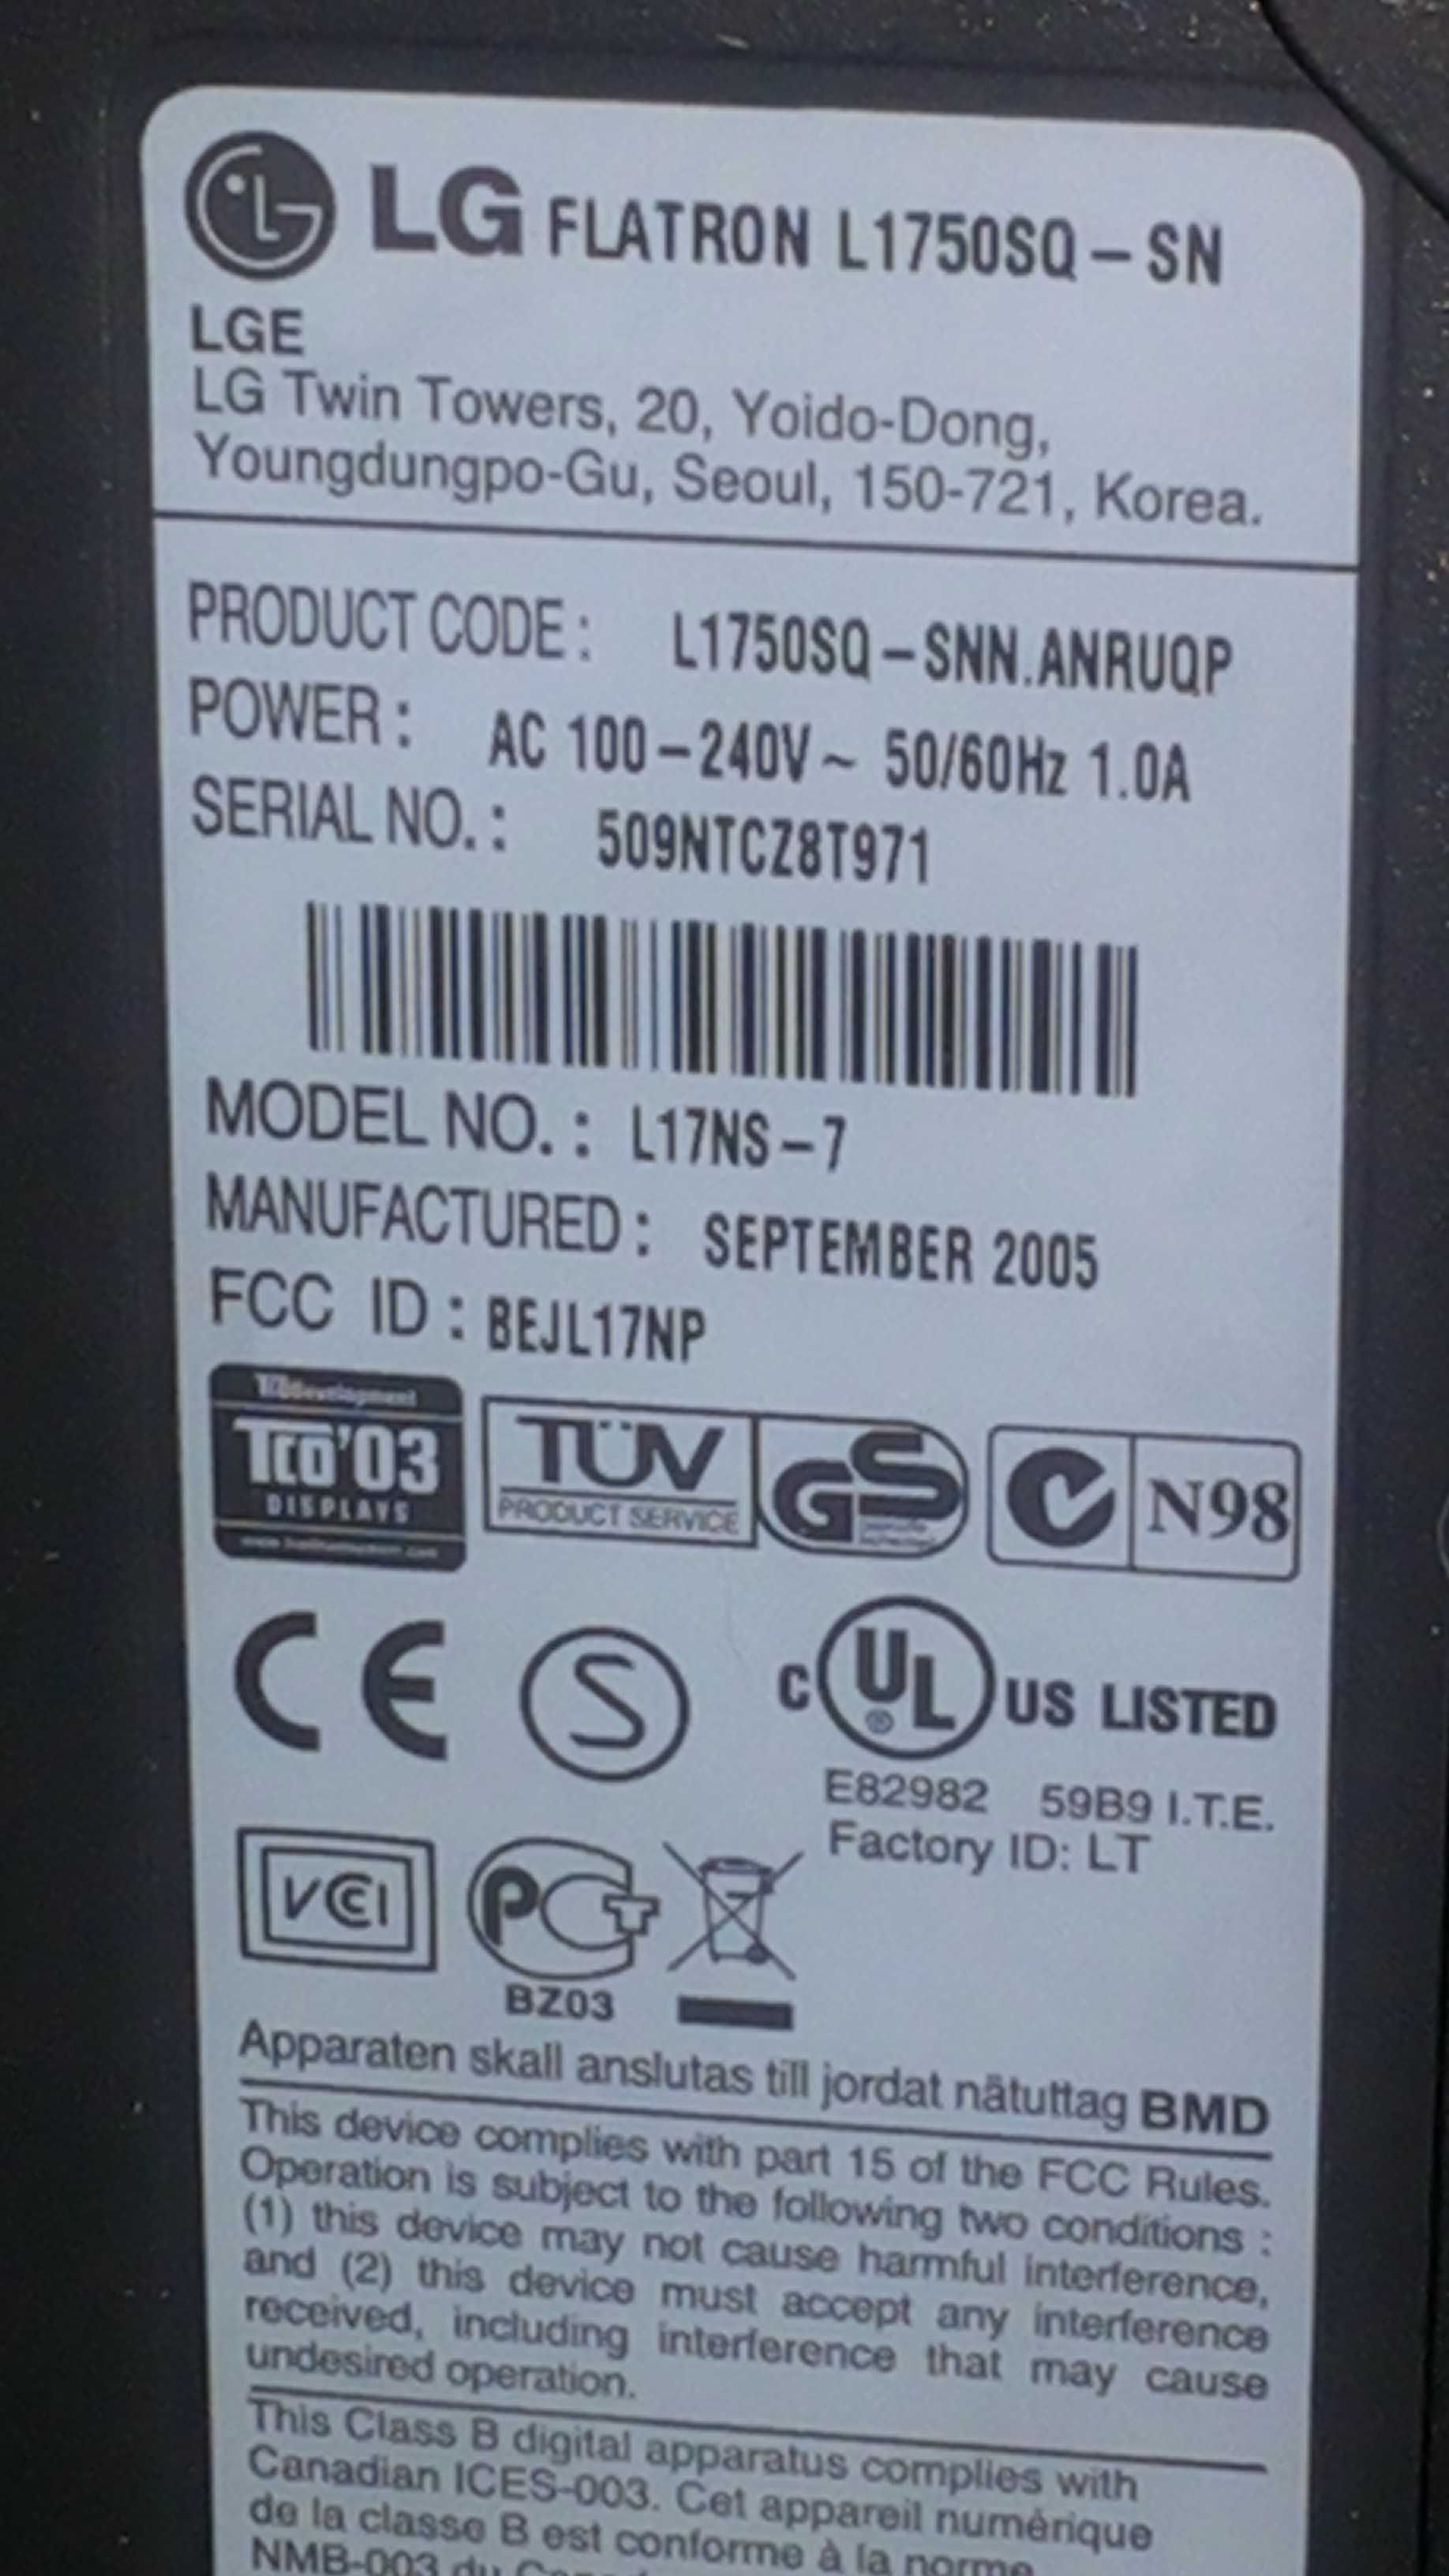 LG FLATRON L1750SQ-SN
LGE
LG Twin Towers, 20, Yoido-Dong,
Youngdungpo-Gu, Seoul, 150-721, Korea.
PRODUCT CODE: L1750SQ-SNN.ANRUQP
POWER: AC 100-240V~ 50/60Hz 1.0A
SERIAL NO.: 509NTCZ8T971
MODEL NO.: L17NS-7
MANUFACTURED: SEPTEMBER 2005
FCC ID: BEJL17NP
Development
TCO'03
DISPLAYS
TÜV
PRODUCT SERVICE
GS
N98
CE
S
c UL ® US LISTED
E82982 59B9 I.T.E.
Factory ID: LT
VCCI
PCT
BZ03
Apparaten skall anslutas till jordat nätuttag BMD
This device complies with part 15 of the FCC Rules.
Operation is subject to the following two conditions :
(1) this device may not cause harmful interference,
and (2) this device must accept any interference
received, including interference that may cause
undesired operation.
This Class B digital apparatus complies with
Canadian ICES-003. Cet appareil numérique
de la classe B est conforme à la norme
NMB-003 du